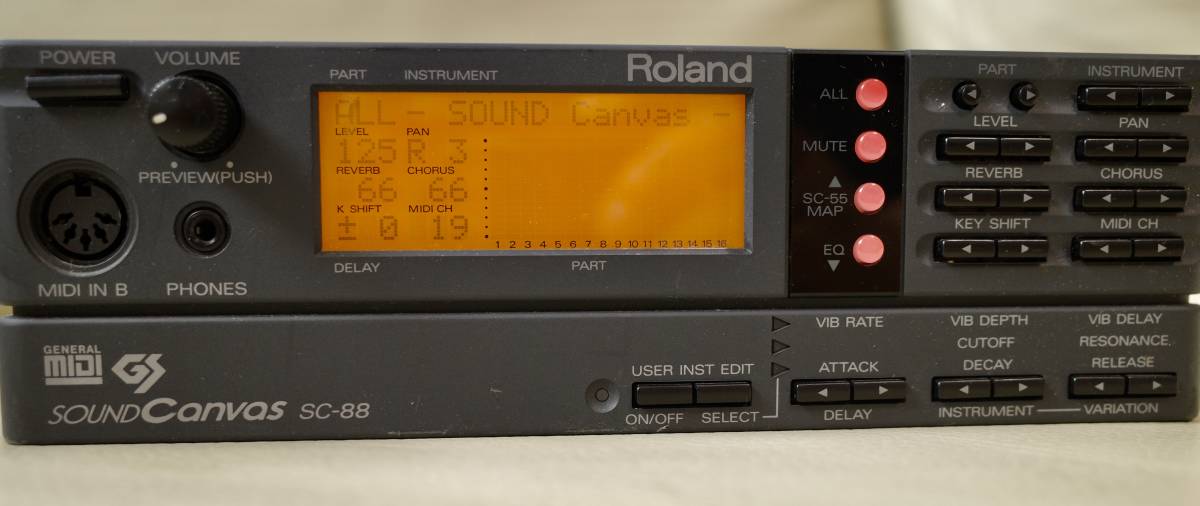 POWER VOLUME
PART INSTRUMENT Roland
ALL - SOUND Canvas -
LEVEL PAN
125 R 3
REVERB CHORUS
66 66
K SHIFT MIDI CH
± 0 19
1 2 3 4 5 6 7 8 9 10 11 12 13 14 15 16
DELAY PART
PREVIEW(PUSH)
MIDI IN B PHONES
ALL
MUTE
SC-55
MAP
EQ
PART INSTRUMENT
LEVEL PAN
REVERB CHORUS
KEY SHIFT MIDI CH
GENERAL
MIDI GS
SOUND Canvas SC-88
USER INST EDIT
ON/OFF SELECT
VIB RATE VIB DEPTH VIB DELAY
CUTOFF RESONANCE
ATTACK DECAY RELEASE
DELAY INSTRUMENT VARIATION